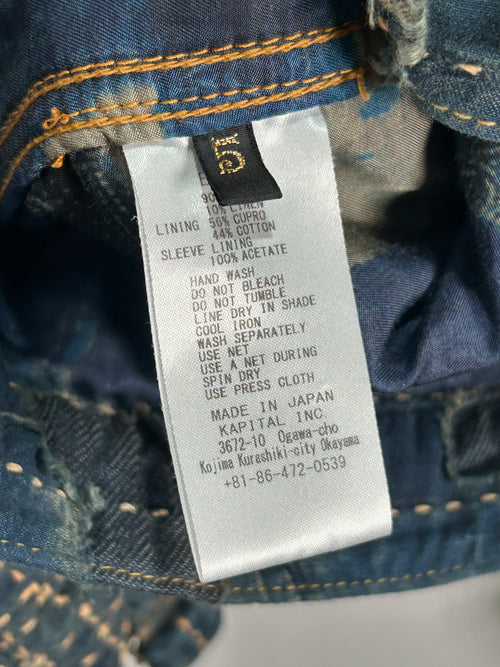 5
10% LINEN
LINING 56% CUPRO
44% COTTON
SLEEVE LINING
100% ACETATE
HAND WASH
DO NOT BLEACH
DO NOT TUMBLE
LINE DRY IN SHADE
COOL IRON
WASH SEPARATELY
USE NET
USE A NET DURING
SPIN DRY
USE PRESS CLOTH
MADE IN JAPAN
KAPITAL INC.
3672-10 Ogawa-cho
Kojima Kurashiki-city Okayama
+81-86-472-0539